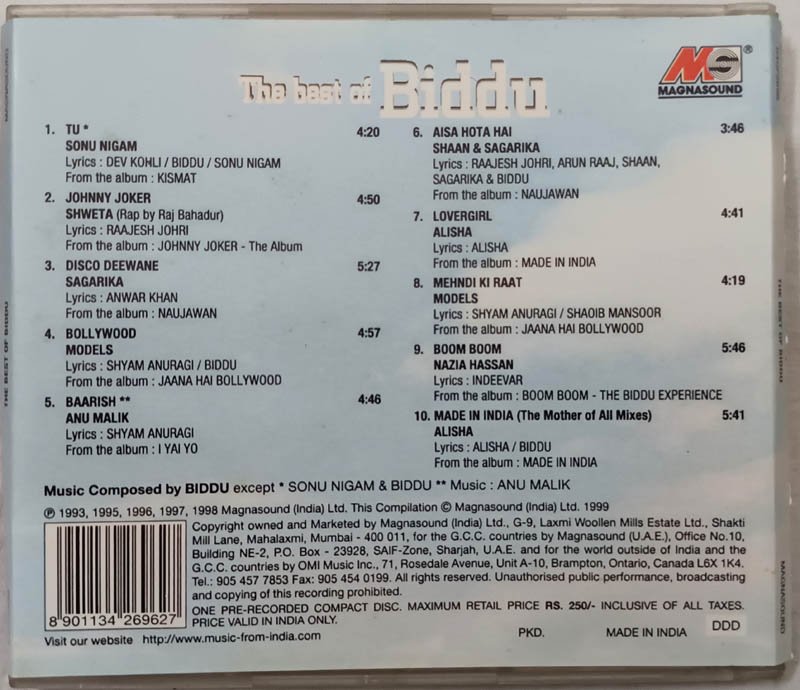 The best of Biddu
MS ®
MAGNASOUND
1. TU * 4:20
SONU NIGAM
Lyrics : DEV KOHLI / BIDDU / SONU NIGAM
From the album : KISMAT
2. JOHNNY JOKER 4:50
SHWETA (Rap by Raj Bahadur)
Lyrics : RAAJESH JOHRI
From the album : JOHNNY JOKER - The Album
3. DISCO DEEWANE 5:27
SAGARIKA
Lyrics : ANWAR KHAN
From the album : NAUJAWAN
4. BOLLYWOOD 4:57
MODELS
Lyrics : SHYAM ANURAGI / BIDDU
From the album : JAANA HAI BOLLYWOOD
5. BAARISH ** 4:46
ANU MALIK
Lyrics : SHYAM ANURAGI
From the album : I YAI YO
6. AISA HOTA HAI 3:46
SHAAN & SAGARIKA
Lyrics : RAAJESH JOHRI, ARUN RAAJ, SHAAN,
SAGARIKA & BIDDU
From the album : NAUJAWAN
7. LOVERGIRL 4:41
ALISHA
Lyrics : ALISHA
From the album : MADE IN INDIA
8. MEHNDI KI RAAT 4:19
MODELS
Lyrics : SHYAM ANURAGI / SHAOIB MANSOOR
From the album : JAANA HAI BOLLYWOOD
9. BOOM BOOM 5:46
NAZIA HASSAN
Lyrics : INDEEVAR
From the album : BOOM BOOM - THE BIDDU EXPERIENCE
10. MADE IN INDIA (The Mother of All Mixes) 5:41
ALISHA
Lyrics : ALISHA / BIDDU
From the album : MADE IN INDIA
Music Composed by BIDDU except * SONU NIGAM & BIDDU ** Music : ANU MALIK
℗ 1993, 1995, 1996, 1997, 1998 Magnasound (India) Ltd. This Compilation © Magnasound (India) Ltd. 1999
Copyright owned and Marketed by Magnasound (India) Ltd., G-9, Laxmi Woollen Mills Estate Ltd., Shakti
Mill Lane, Mahalaxmi, Mumbai - 400 011, for the G.C.C. countries by Magnasound (U.A.E.), Office No.10,
Building NE-2, P.O. Box - 23928, SAIF-Zone, Sharjah, U.A.E. and for the world outside of India and the
G.C.C. countries by OMI Music Inc., 71, Rosedale Avenue, Unit A-10, Brampton, Ontario, Canada L6X 1K4.
Tel.: 905 457 7853 Fax: 905 454 0199. All rights reserved. Unauthorised public performance, broadcasting
and copying of this recording prohibited.
ONE PRE-RECORDED COMPACT DISC. MAXIMUM RETAIL PRICE RS. 250/- INCLUSIVE OF ALL TAXES.
PRICE VALID IN INDIA ONLY.
8 901134 269627
Visit our website http://www.music-from-india.com
PKD. MADE IN INDIA DDD
MAGNASOUND
THE BEST OF BIDDU
THE BEST OF BIDDU
MAGNASOUND